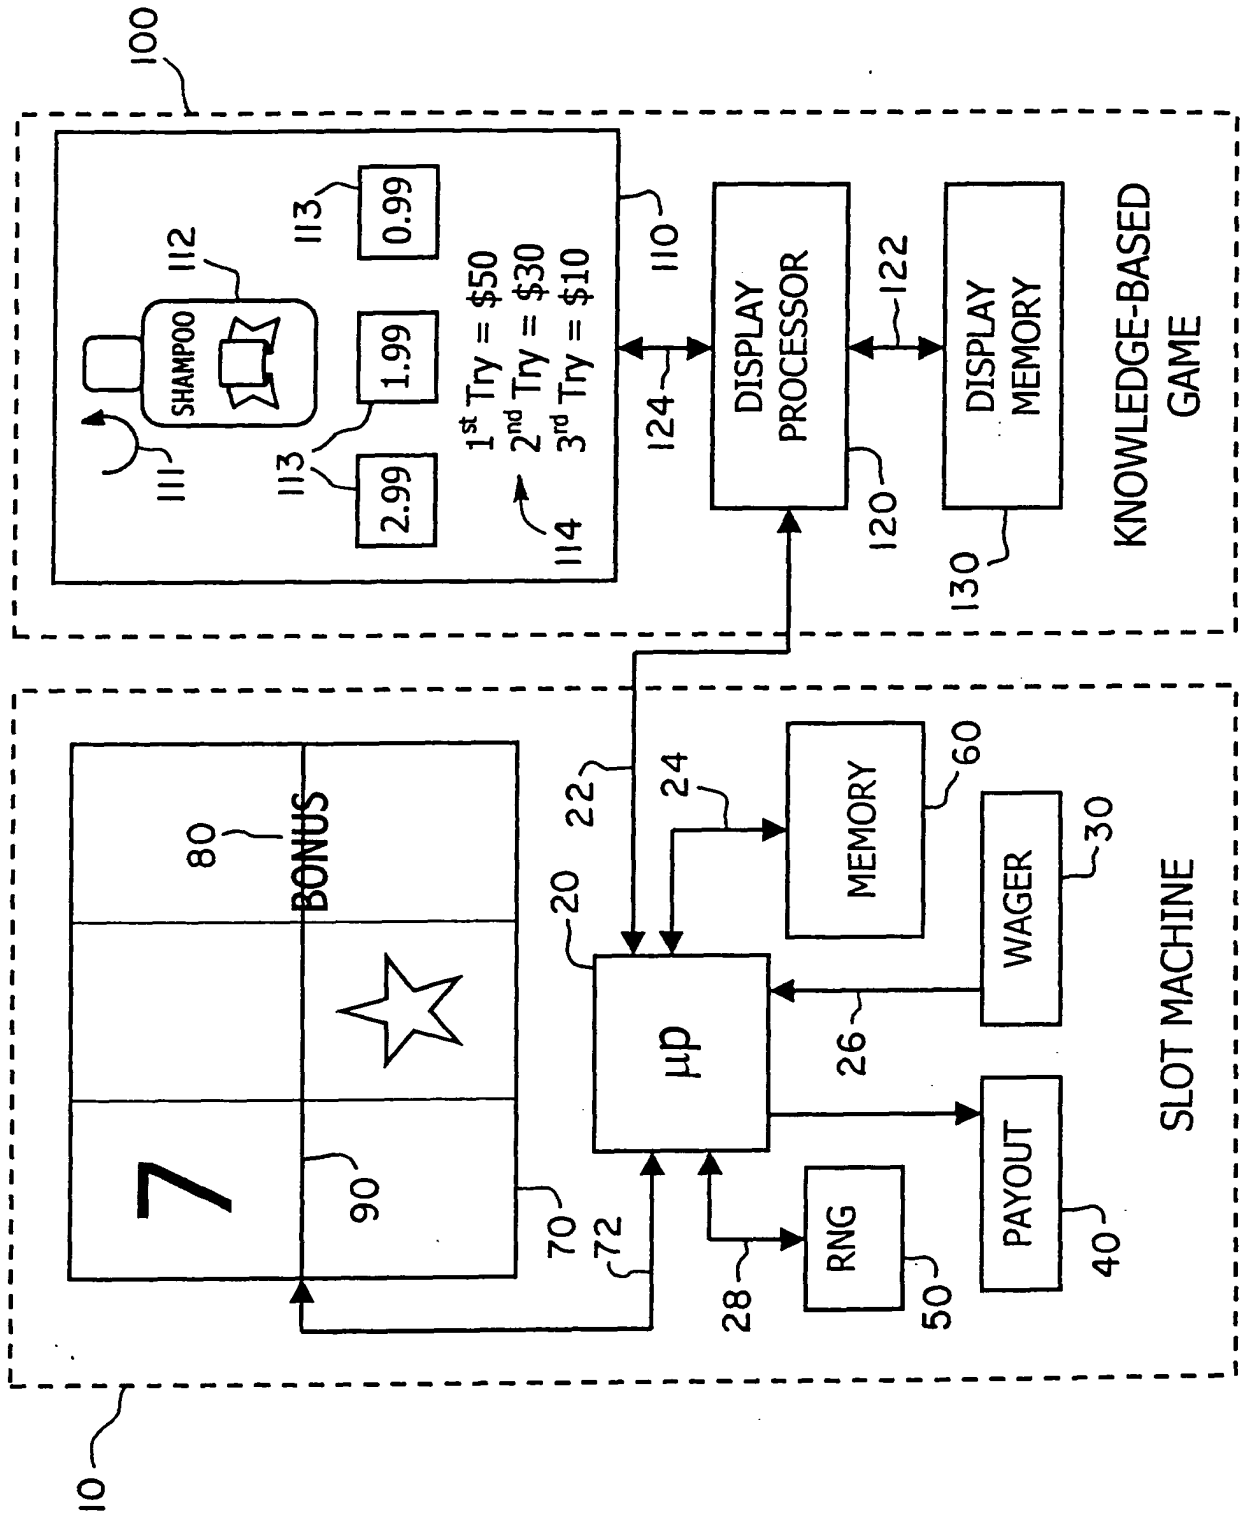 10
100
7
80
BONUS
90
70
72
20
22
µp
24
MEMORY
60
28
RNG
50
26
PAYOUT
40
WAGER
30
SLOT MACHINE
111
SHAMPOO
112
113
113
2.99
1.99
0.99
114
1st Try = $50
2nd Try = $30
3rd Try = $10
110
124
DISPLAY
PROCESSOR
120
122
DISPLAY
MEMORY
130
KNOWLEDGE-BASED
GAME